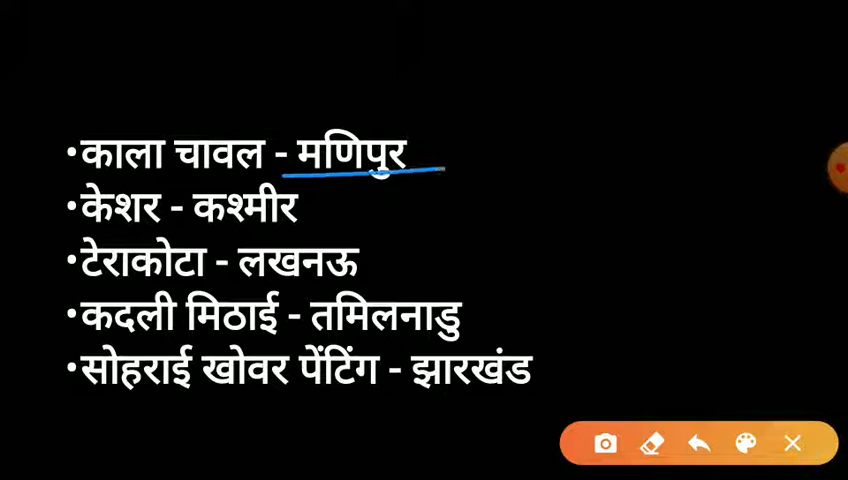 •काला चावल - मणिपुर
•केशर - कश्मीर
•टेराकोटा - लखनऊ
•कदली मिठाई - तमिलनाडु
•सोहराई खोवर पेंटिंग - झारखंड